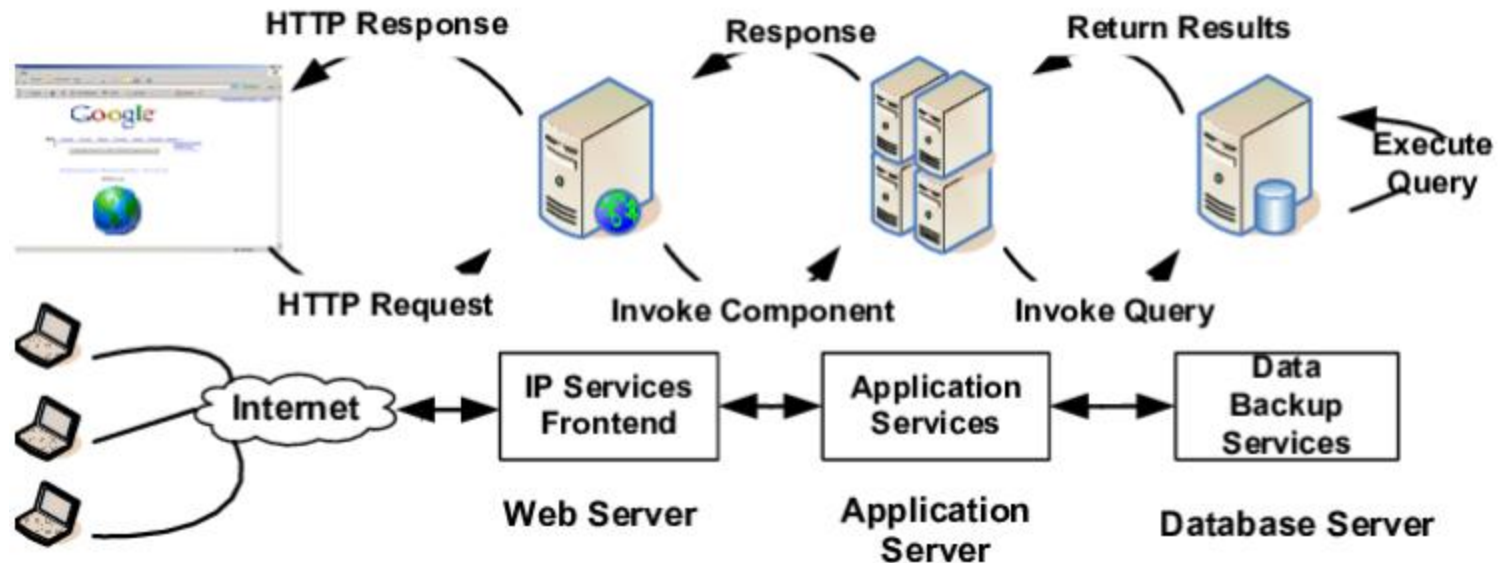 HTTP Response
Response
Return Results
Google
Execute
Query
HTTP Request
Invoke Component
Invoke Query
Internet
IP Services
Frontend
Application
Services
Data
Backup
Services
Web Server
Application
Server
Database Server